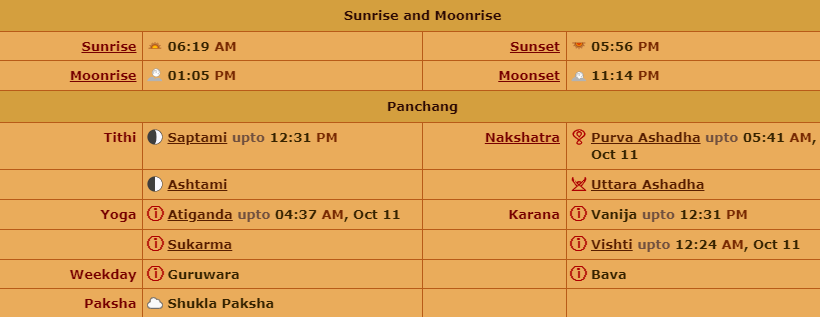 Sunrise and Moonrise
Sunrise 06:19 AM Sunset 05:56 PM
Moonrise 01:05 PM Moonset 11:14 PM
Panchang
Tithi Saptami upto 12:31 PM Nakshatra Purva Ashadha upto 05:41 AM,
Oct 11
Ashtami Uttara Ashadha
Yoga Atiganda upto 04:37 AM, Oct 11 Karana Vanija upto 12:31 PM
Sukarma Vishti upto 12:24 AM, Oct 11
Weekday Guruwara Bava
Paksha Shukla Paksha